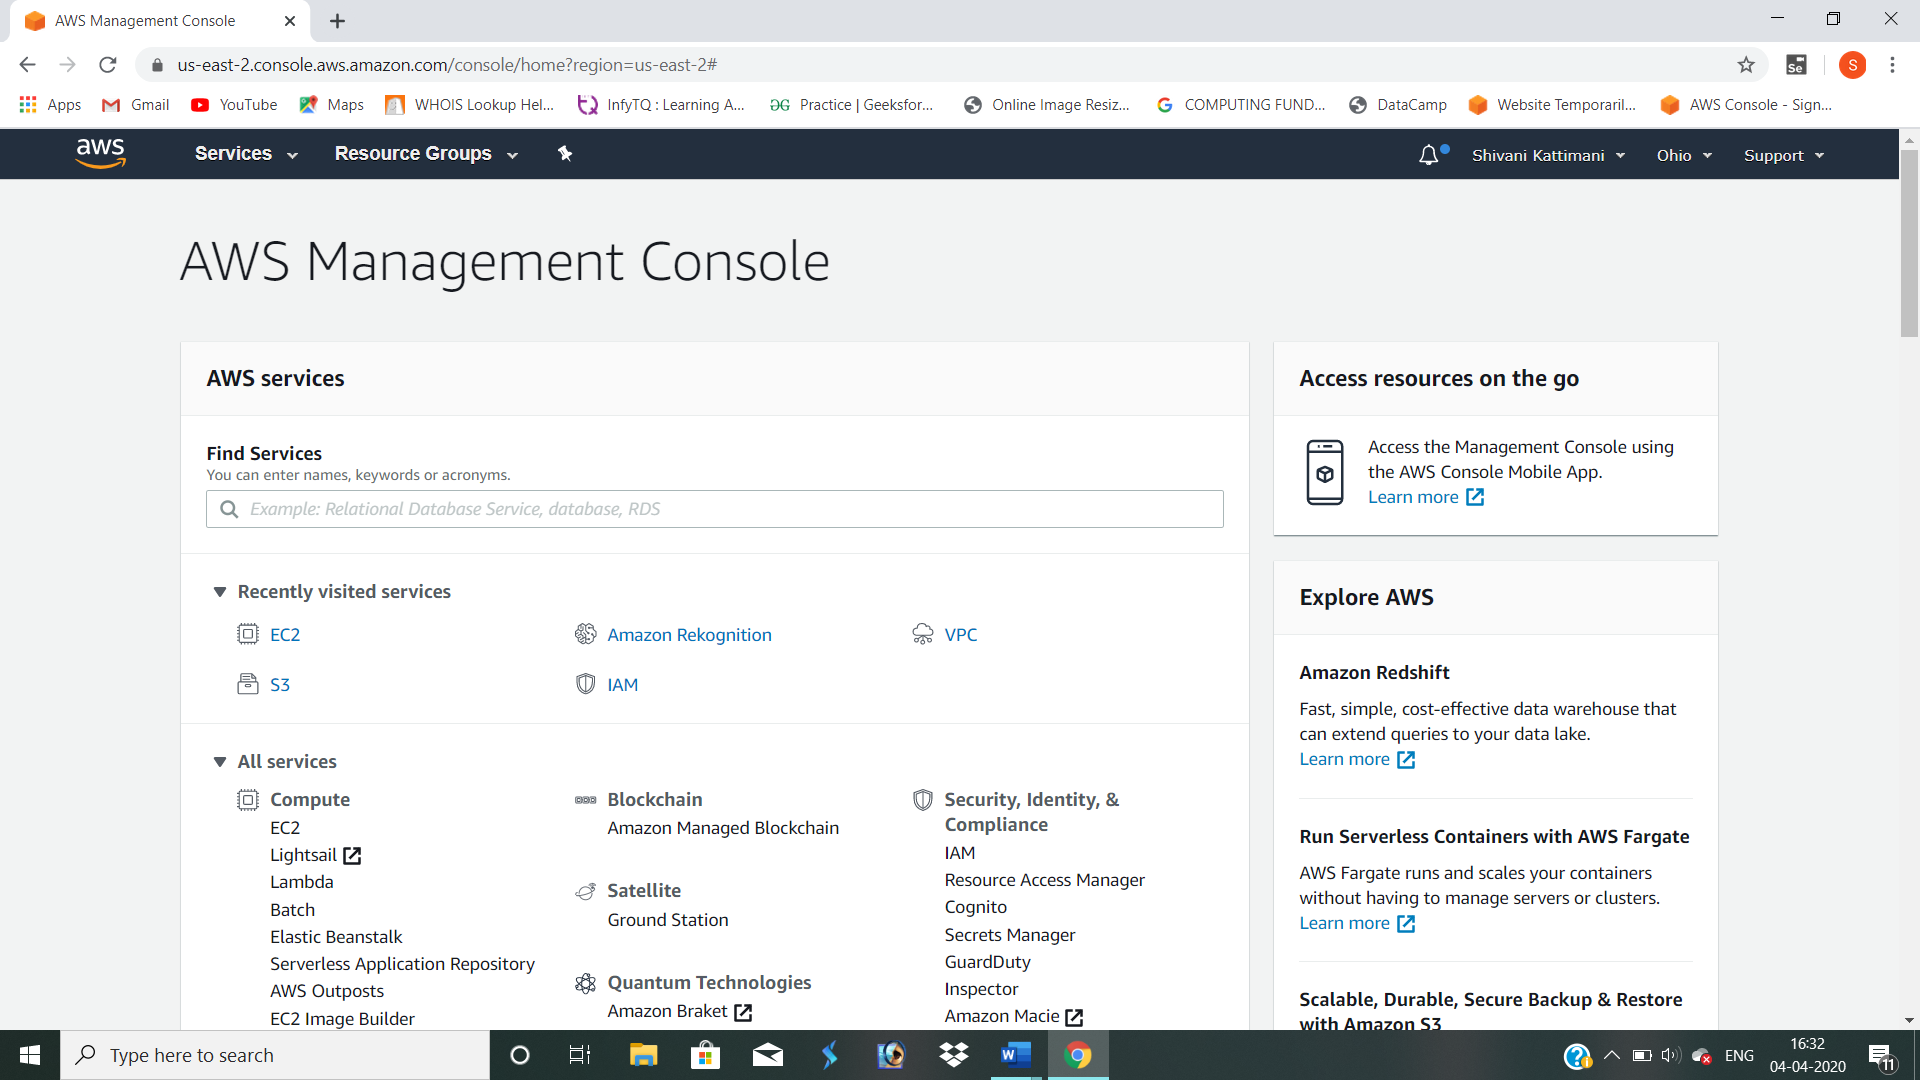 AWS Management Console
us-east-2.console.aws.amazon.com/console/home?region=us-east-2#
Se
S
Apps
Gmail
YouTube
Maps
WHOIS Lookup Hel...
InfyTQ : Learning A...
Practice | Geeksfor...
Online Image Resiz...
COMPUTING FUND...
DataCamp
Website Temporaril...
AWS Console - Sign...
aws
Services
Resource Groups
Shivani Kattimani
Ohio
Support
AWS Management Console
AWS services
Find Services
You can enter names, keywords or acronyms.
Example: Relational Database Service, database, RDS
Recently visited services
EC2
Amazon Rekognition
VPC
S3
IAM
All services
Compute
EC2
Lightsail
Lambda
Batch
Elastic Beanstalk
Serverless Application Repository
AWS Outposts
EC2 Image Builder
Blockchain
Amazon Managed Blockchain
Satellite
Ground Station
Quantum Technologies
Amazon Braket
Security, Identity, &
Compliance
IAM
Resource Access Manager
Cognito
Secrets Manager
GuardDuty
Inspector
Amazon Macie
Access resources on the go
Access the Management Console using
the AWS Console Mobile App.
Learn more
Explore AWS
Amazon Redshift
Fast, simple, cost-effective data warehouse that
can extend queries to your data lake.
Learn more
Run Serverless Containers with AWS Fargate
AWS Fargate runs and scales your containers
without having to manage servers or clusters.
Learn more
Scalable, Durable, Secure Backup & Restore
with Amazon S3
Type here to search
ENG
16:32
04-04-2020
11